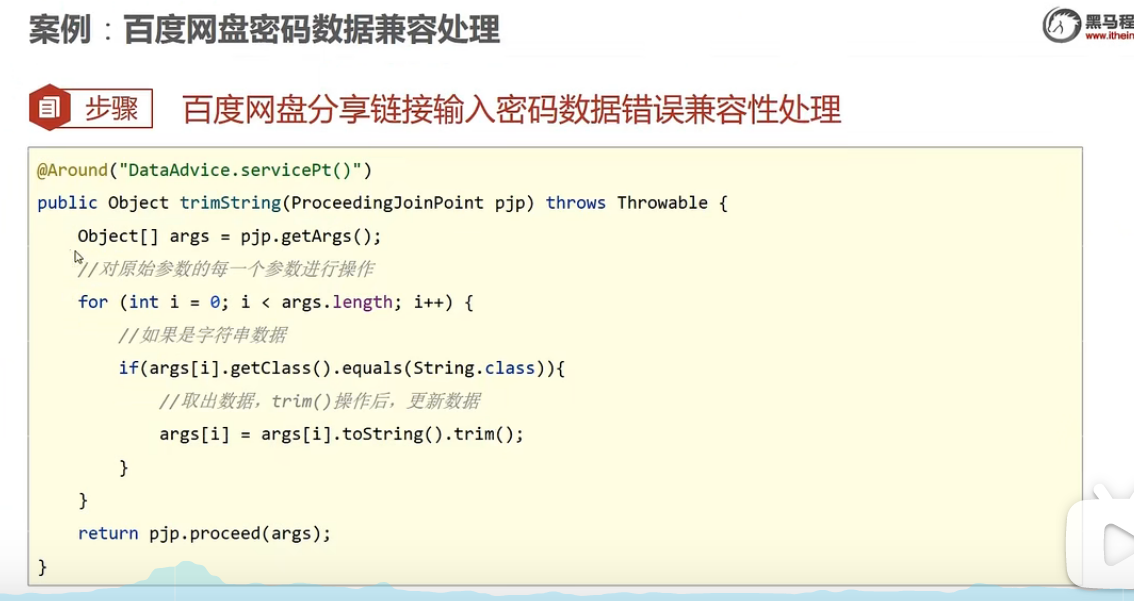 案例：百度网盘密码数据兼容处理
黑马程
www.ithein
步骤
百度网盘分享链接输入密码数据错误兼容性处理
@Around("DataAdvice.servicePt()")
public Object trimString(ProceedingJoinPoint pjp) throws Throwable {
Object[] args = pjp.getArgs();
//对原始参数的每一个参数进行操作
for (int i = 0; i < args.length; i++) {
//如果是字符串数据
if(args[i].getClass().equals(String.class)){
//取出数据，trim()操作后，更新数据
args[i] = args[i].toString().trim();
}
}
return pjp.proceed(args);
}